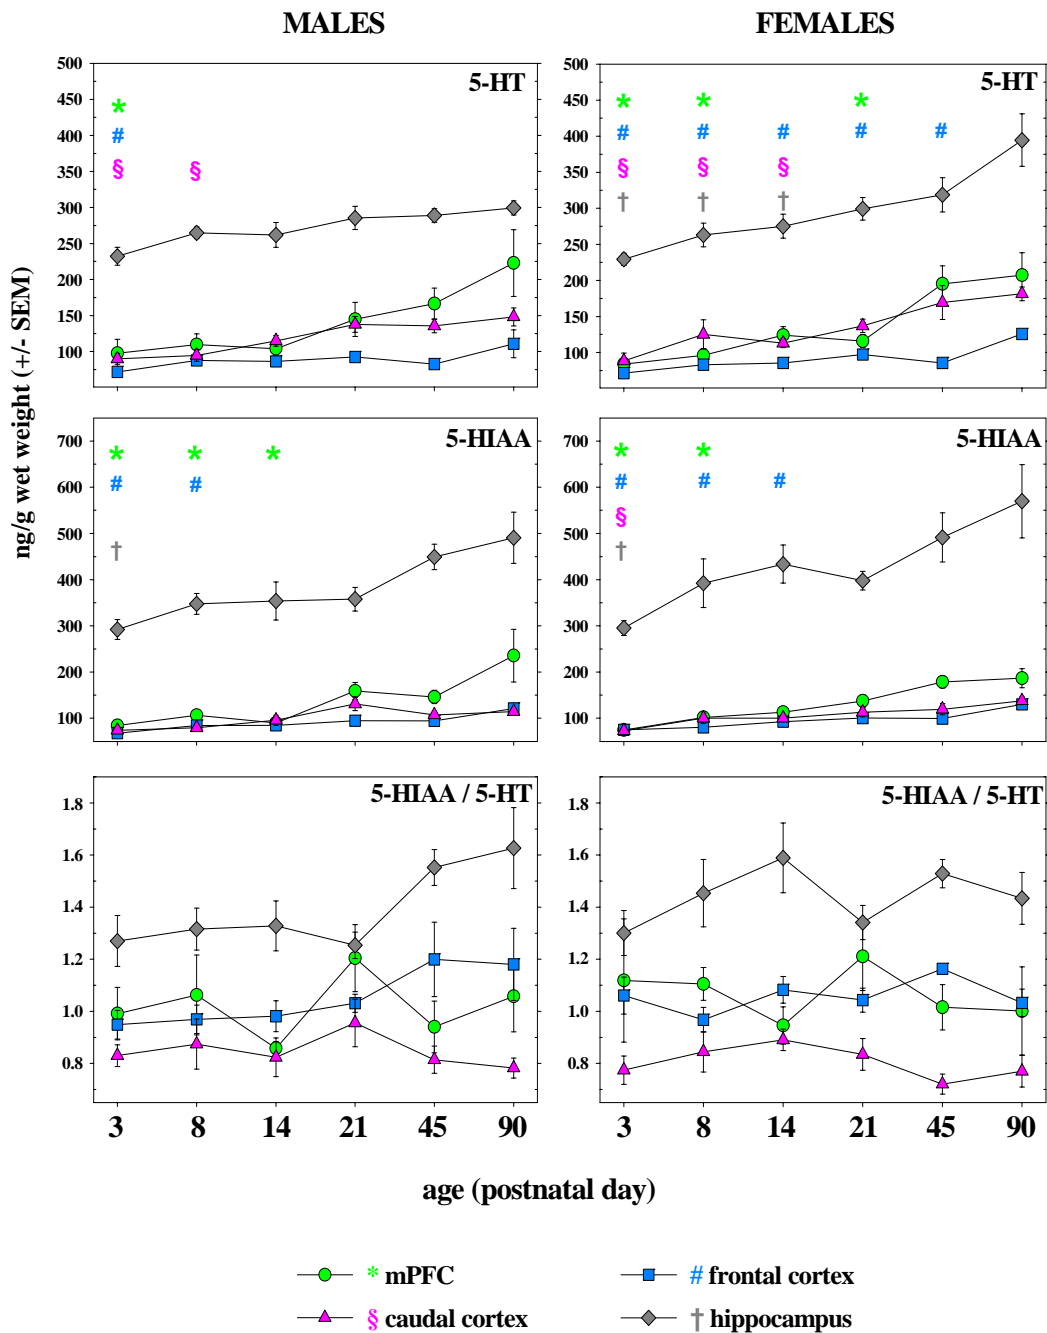 MALES
FEMALES
ng/g wet weight (+/- SEM)
5-HT
500
450
400
350
300
250
200
150
100
*
#
§ §
5-HT
500
450
400
350
300
250
200
150
100
* * *
# # # # #
§ § §
† † †
5-HIAA
700
600
500
400
300
200
100
* * *
# #
†
5-HIAA
700
600
500
400
300
200
100
* *
# # #
§
†
5-HIAA / 5-HT
1.8
1.6
1.4
1.2
1.0
0.8
3 8 14 21 45 90
5-HIAA / 5-HT
1.8
1.6
1.4
1.2
1.0
0.8
3 8 14 21 45 90
age (postnatal day)
* mPFC
# frontal cortex
§ caudal cortex
† hippocampus